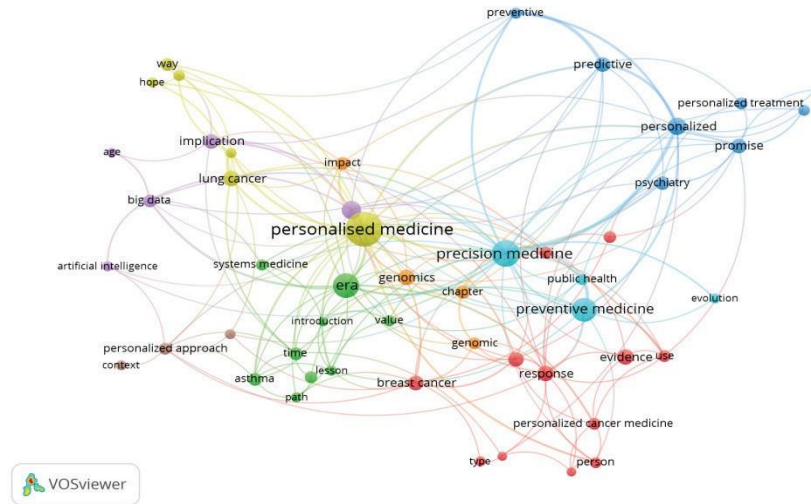 preventive
way
predictive
hope
personalized treatment
personalized
implication
promise
age
impact
lung cancer
psychiatry
big data
personalised medicine
precision medicine
artificial intelligence
systems medicine
genomics
public health
era
chapter
evolution
preventive medicine
introduction
value
genomic
personalized approach
time
evidence
use
context
lesson
response
asthma
breast cancer
path
personalized cancer medicine
type
person
VOSviewer